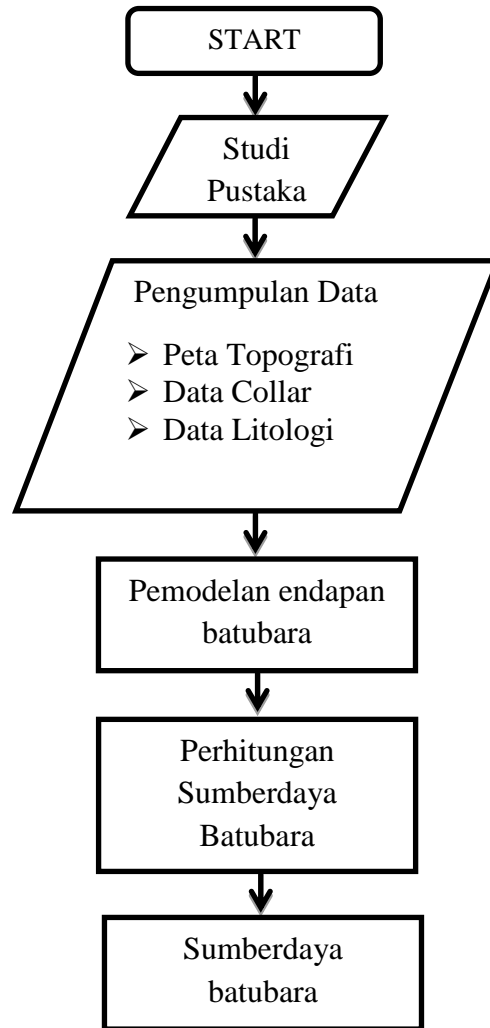 START
Studi
Pustaka
Pengumpulan Data
➢ Peta Topografi
➢ Data Collar
➢ Data Litologi
Pemodelan endapan
batubara
Perhitungan
Sumberdaya
Batubara
Sumberdaya
batubara